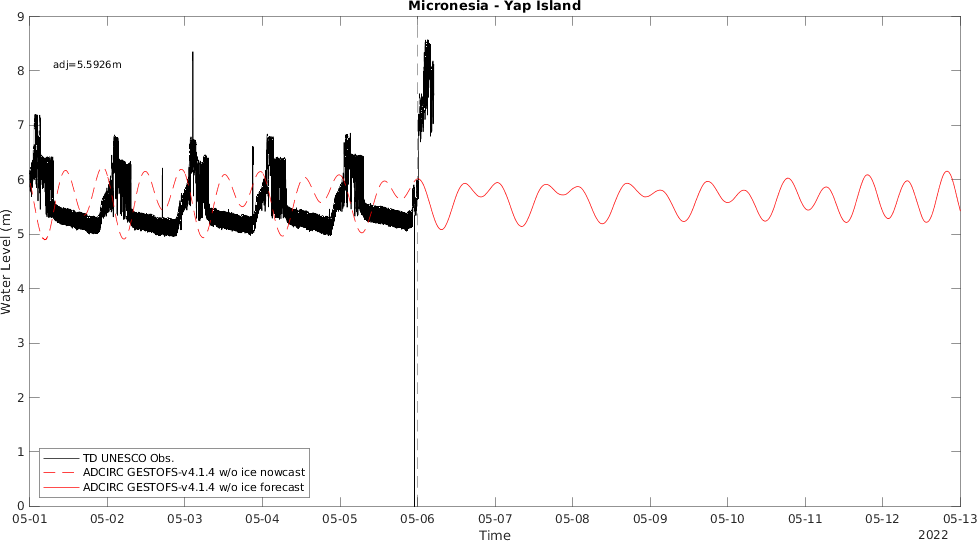 Micronesia - Yap Island
adj=5.5926m
Water Level (m)
9
8
7
6
5
4
3
2
1
0
TD UNESCO Obs.
ADCIRC GESTOFS-v4.1.4 w/o ice nowcast
ADCIRC GESTOFS-v4.1.4 w/o ice forecast
05-01 05-02 05-03 05-04 05-05 05-06 05-07 05-08 05-09 05-10 05-11 05-12 05-13
Time
2022